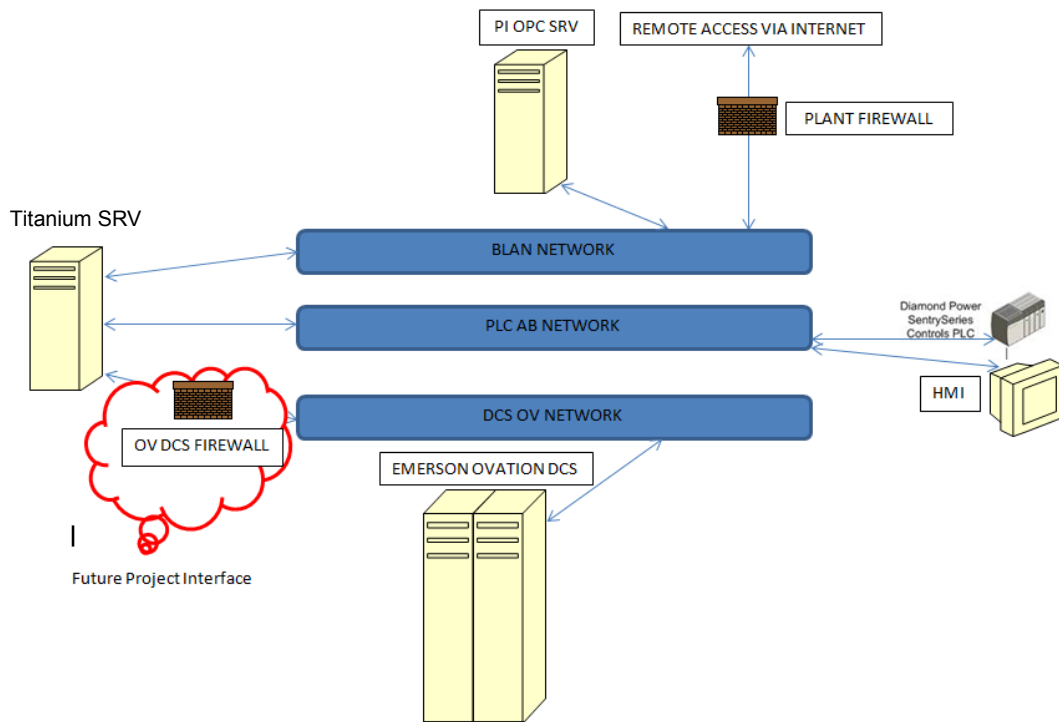 PI OPC SRV
REMOTE ACCESS VIA INTERNET
PLANT FIREWALL
Titanium SRV
BLAN NETWORK
PLC AB NETWORK
Diamond Power
SentrySeries
Controls PLC
HMI
DCS OV NETWORK
OV DCS FIREWALL
EMERSON OVATION DCS
Future Project Interface